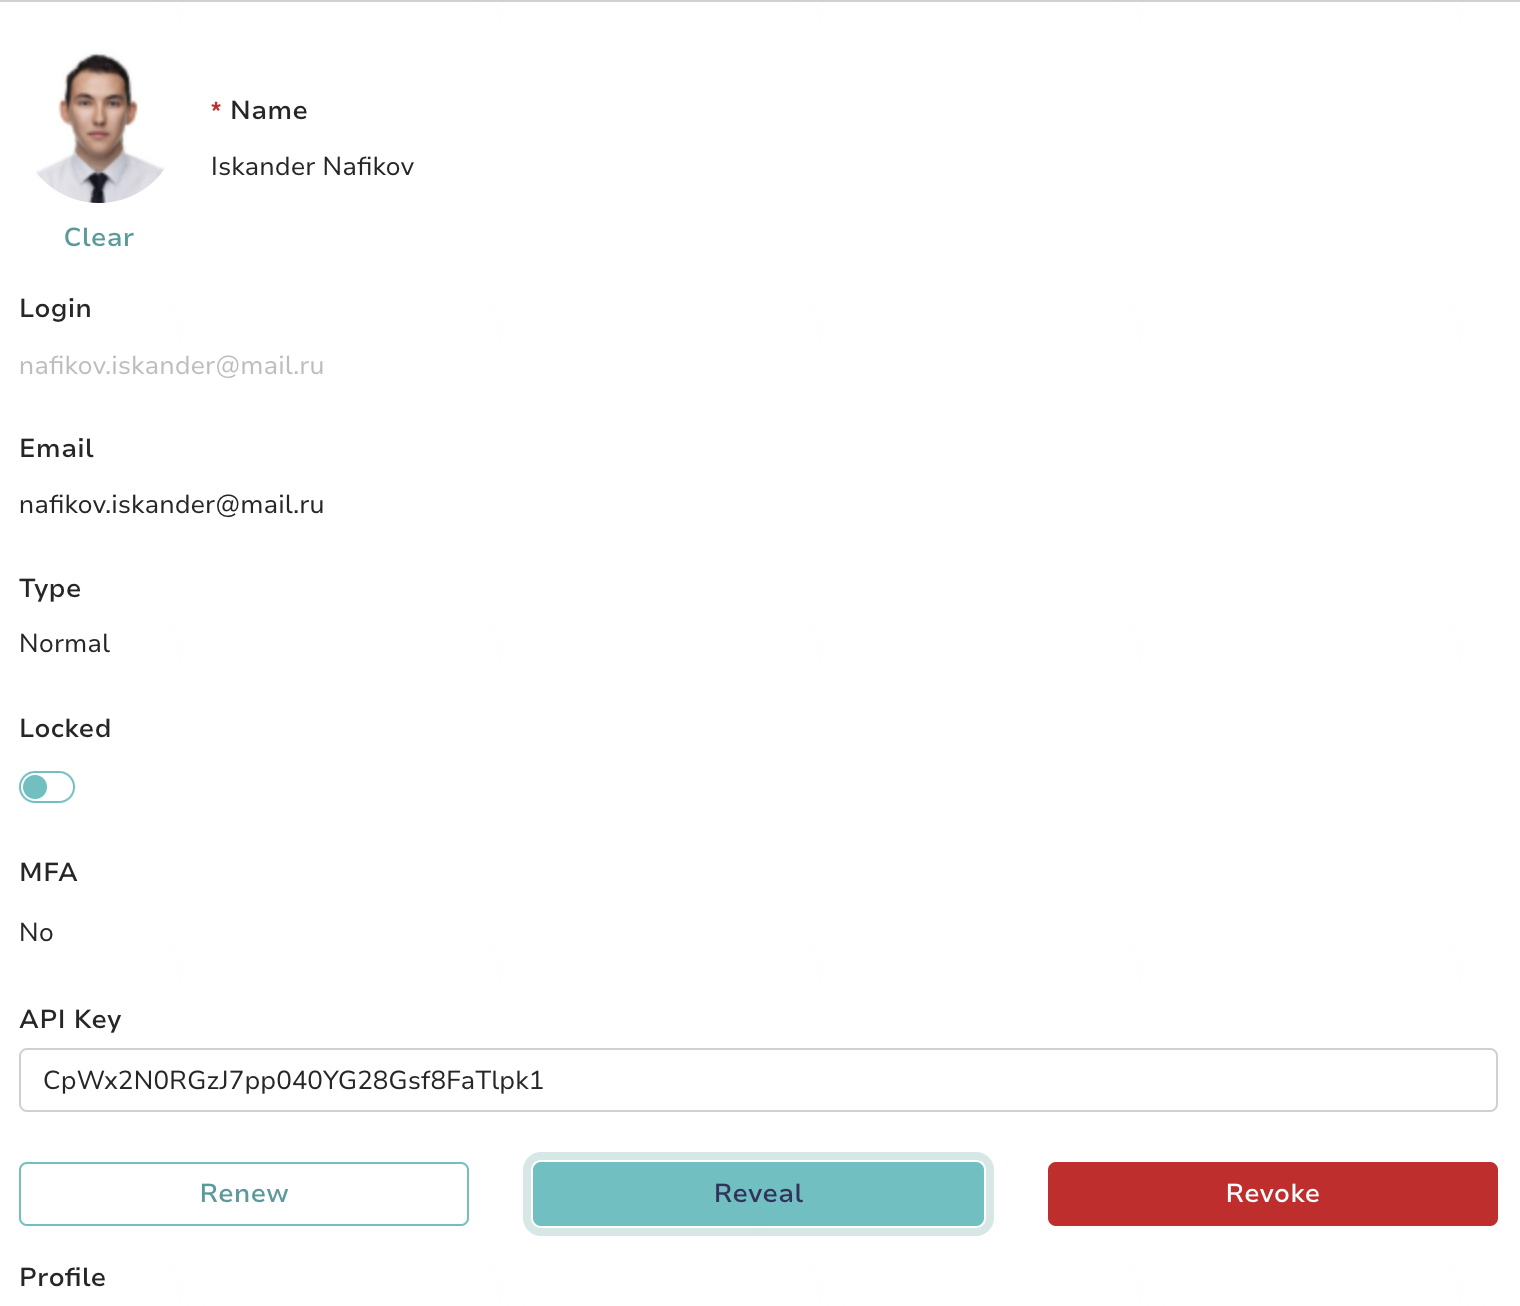 * Name
Iskander Nafikov
Clear
Login
nafikov.iskander@mail.ru
Email
nafikov.iskander@mail.ru
Type
Normal
Locked
MFA
No
API Key
CpWx2N0RGzJ7pp040YG28Gsf8FaTlpk1
Renew
Reveal
Revoke
Profile